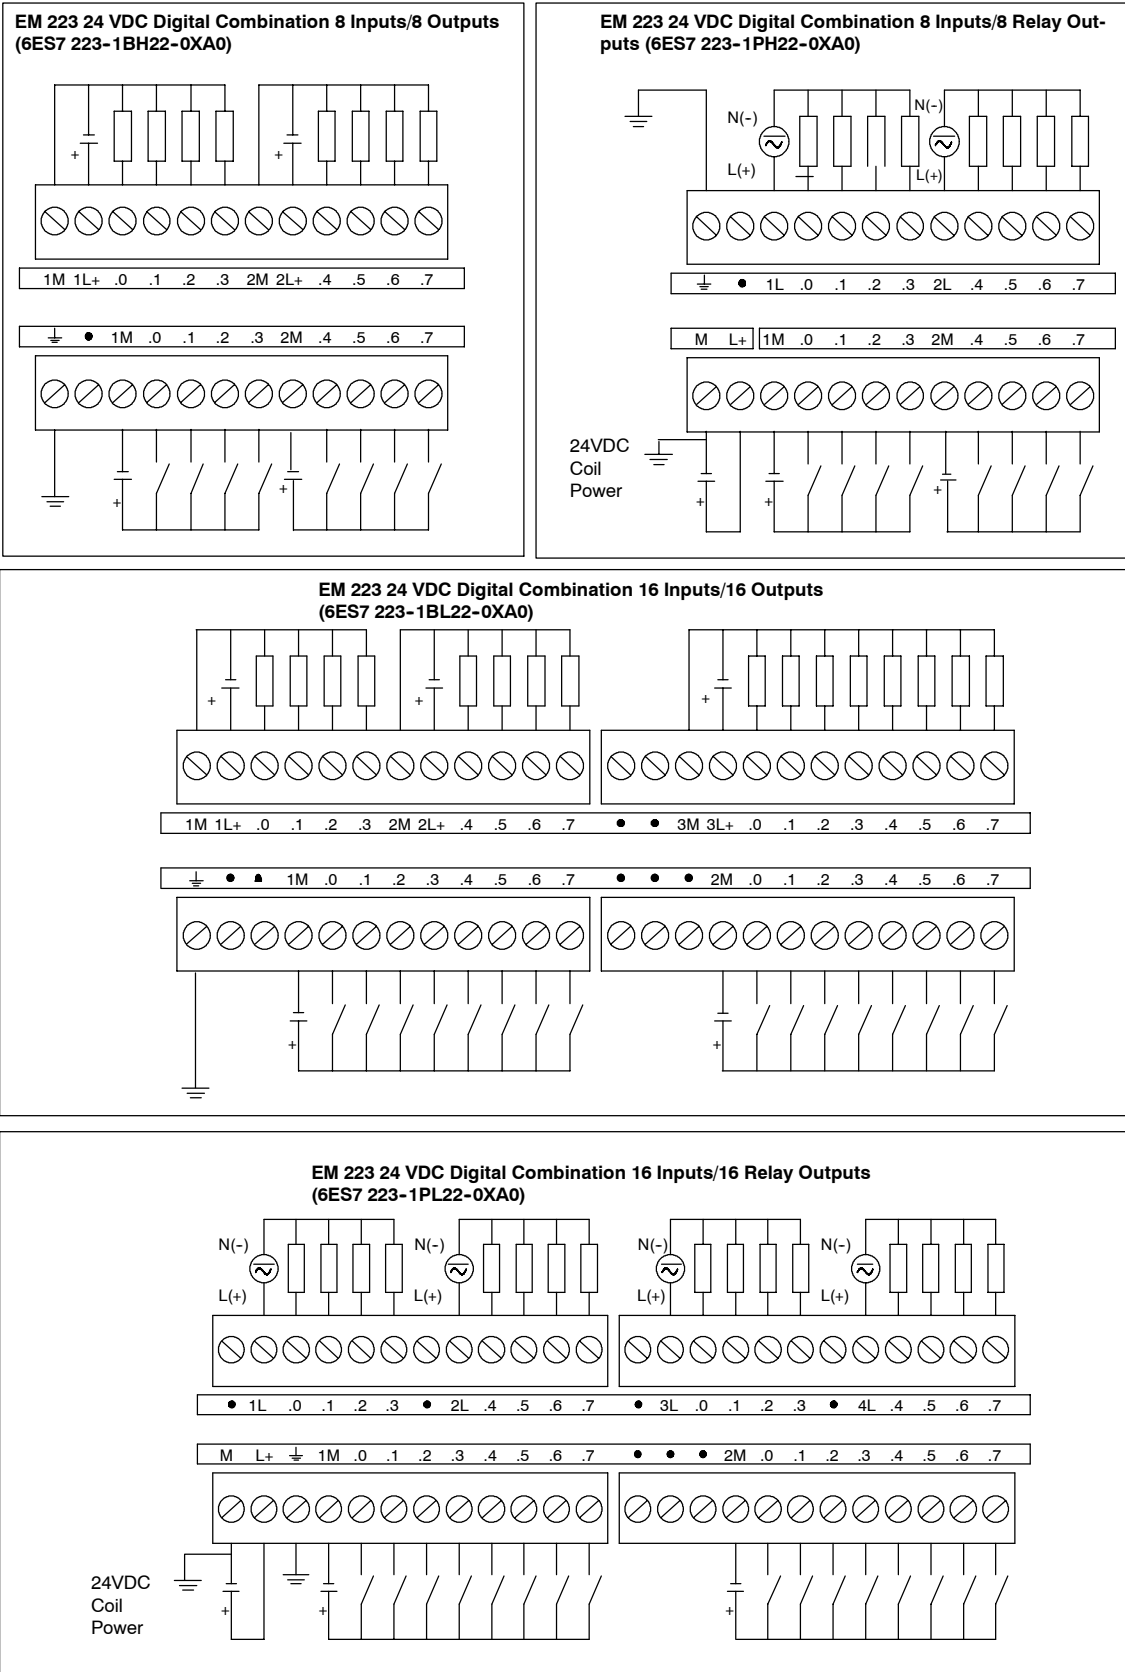 EM 223 24 VDC Digital Combination 8 Inputs/8 Outputs
(6ES7 223-1BH22-0XA0)
+ +
1M 1L+ .0 .1 .2 .3 2M 2L+ .4 .5 .6 .7
1M .0 .1 .2 .3 2M .4 .5 .6 .7
+ +
EM 223 24 VDC Digital Combination 8 Inputs/8 Relay Out-
puts (6ES7 223-1PH22-0XA0)
N(-) N(-)
L(+) L(+)
1L .0 .1 .2 .3 2L .4 .5 .6 .7
M L+ 1M .0 .1 .2 .3 2M .4 .5 .6 .7
24VDC
Coil
Power
+ + +
EM 223 24 VDC Digital Combination 16 Inputs/16 Outputs
(6ES7 223-1BL22-0XA0)
+ + +
1M 1L+ .0 .1 .2 .3 2M 2L+ .4 .5 .6 .7 3M 3L+ .0 .1 .2 .3 .4 .5 .6 .7
1M .0 .1 .2 .3 .4 .5 .6 .7 2M .0 .1 .2 .3 .4 .5 .6 .7
+ +
EM 223 24 VDC Digital Combination 16 Inputs/16 Relay Outputs
(6ES7 223-1PL22-0XA0)
N(-) N(-) N(-) N(-)
L(+) L(+) L(+) L(+)
1L .0 .1 .2 .3 2L .4 .5 .6 .7 3L .0 .1 .2 .3 4L .4 .5 .6 .7
M L+ 1M .0 .1 .2 .3 .4 .5 .6 .7 2M .0 .1 .2 .3 .4 .5 .6 .7
24VDC
Coil
Power
+ + +